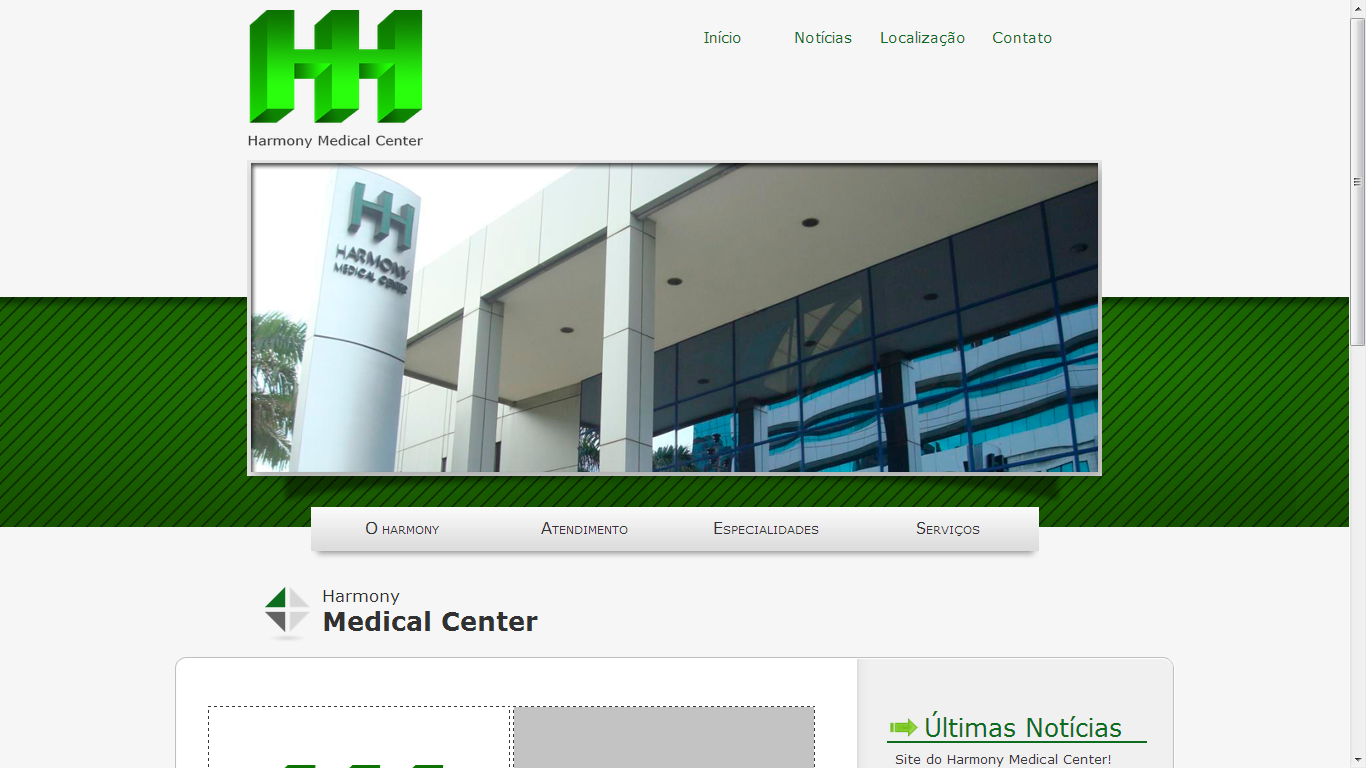 Início Notícias Localização Contato
Harmony Medical Center
HARMONY
MEDICAL CENTER
O HARMONY ATENDIMENTO ESPECIALIDADES SERVIÇOS
Harmony
Medical Center
Últimas Notícias
Site do Harmony Medical Center!